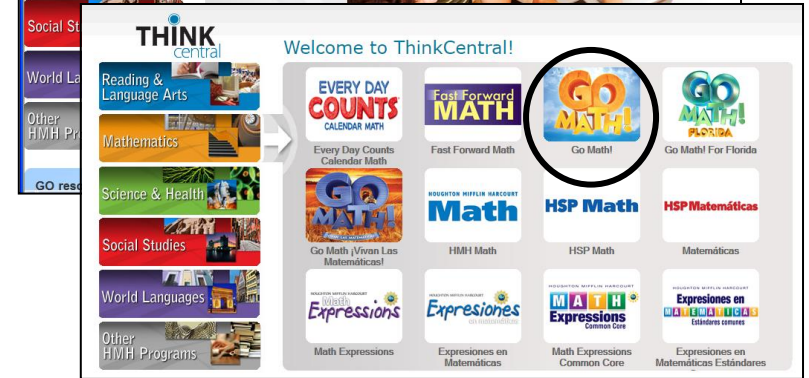 Social St
World La
Other
HMH Pr
GO reso
THINK
central
Welcome to ThinkCentral!
Reading &
Language Arts
Mathematics
Science & Health
Social Studies
World Languages
Other
HMH Programs
EVERY DAY
COUNTS
CALENDAR MATH
Every Day Counts
Calendar Math
Fast Forward
MATH
Fast Forward Math
GO
MATH!
Go Math!
GO
MATH!
FLORIDA
Go Math! For Florida
GO
MATH!
Go Math ¡Vivan Las
Matemáticas!
HOUGHTON MIFFLIN HARCOURT
Math
HMH Math
HSP Math
HSP Math
HSP Matemáticas
Matemáticas
HOUGHTON MIFFLIN HARCOURT
Math
Expressions
Math Expressions
HOUGHTON MIFFLIN HARCOURT
Expresiones
en matemáticas
Expresiones en
Matemáticas
HOUGHTON MIFFLIN HARCOURT
MATH
Expressions
Common Core
Math Expressions
Common Core
HOUGHTON MIFFLIN HARCOURT
Expresiones en
MATEMÁTICAS
Estándares comunes
Expresiones en
Matemáticas Estándares